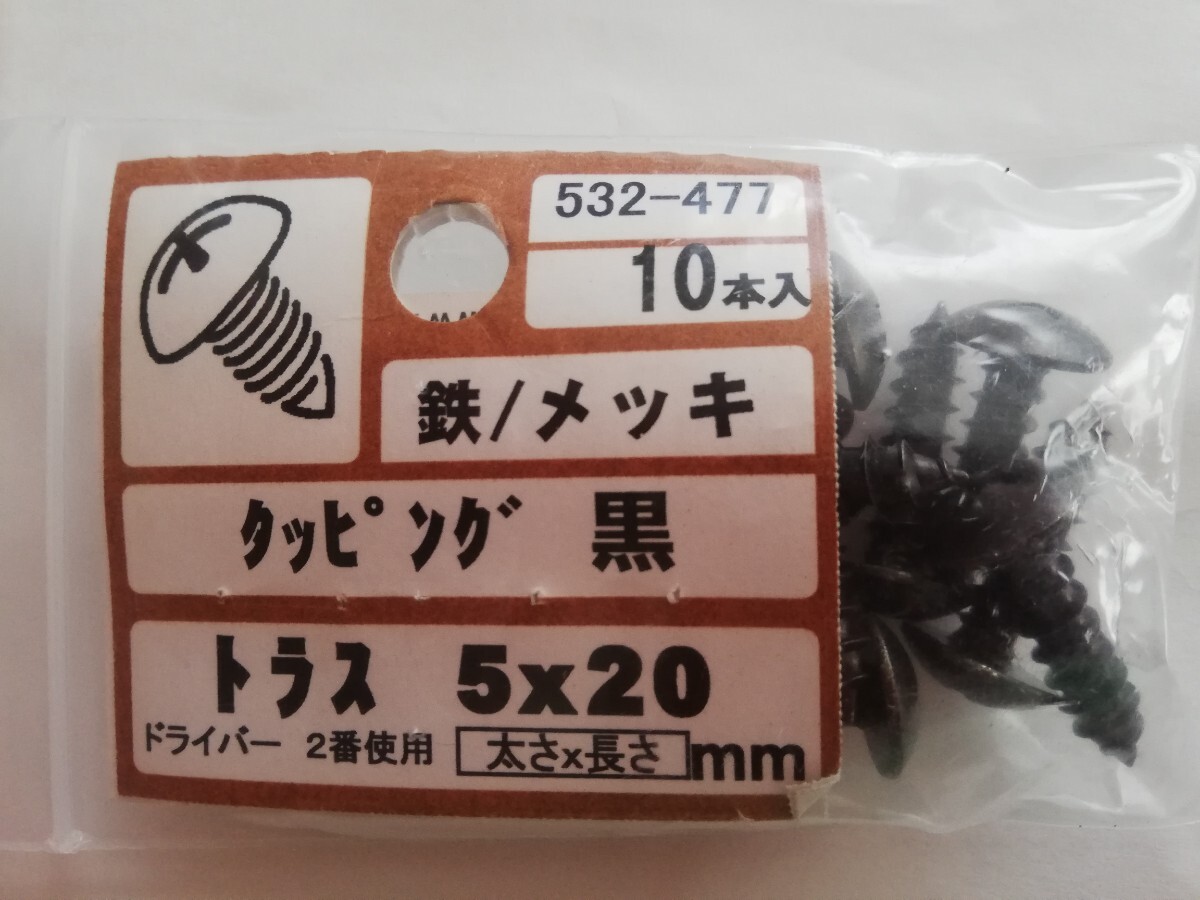 532-477
10本入
鉄/メッキ
ﾀｯﾋﾟﾝｸﾞ 黒
ﾄﾗｽ 5x20
ドライバー 2番使用 太さx長さ mm